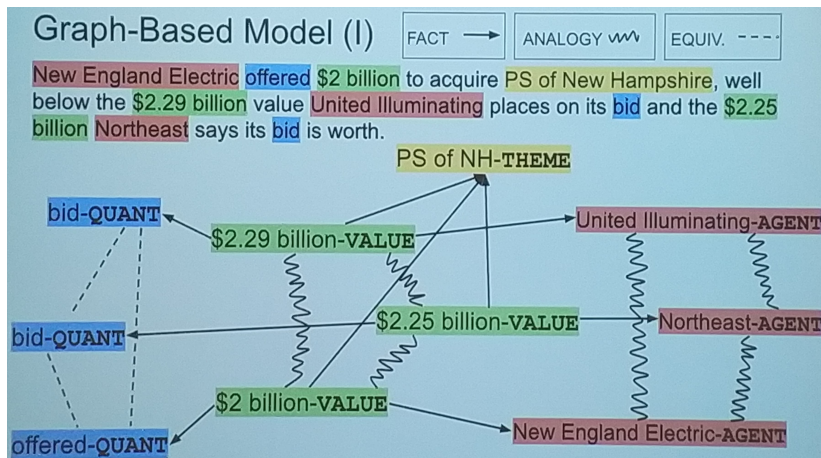 Graph-Based Model (I)
FACT
ANALOGY
EQUIV.
New England Electric offered $2 billion to acquire PS of New Hampshire, well
below the $2.29 billion value United Illuminating places on its bid and the $2.25
billion Northeast says its bid is worth.
PS of NH-THEME
bid-QUANT
United Illuminating-AGENT
$2.29 billion-VALUE
$2.25 billion-VALUE
Northeast-AGENT
bid-QUANT
$2 billion-VALUE
New England Electric-AGENT
offered-QUANT